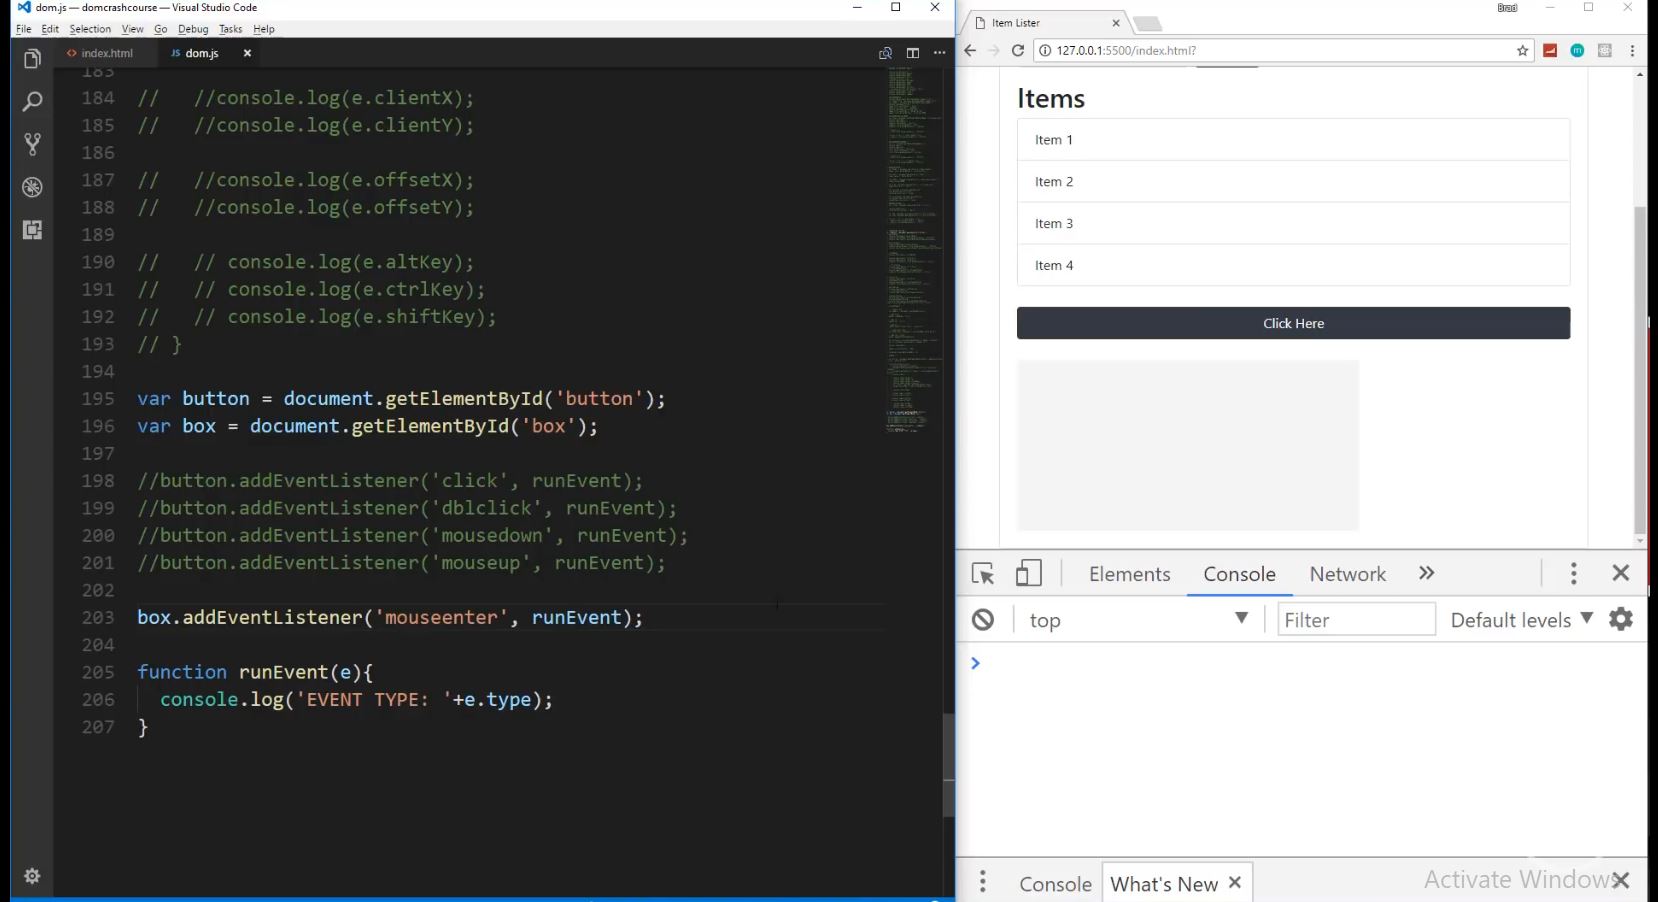 dom.js — domcrashcourse — Visual Studio Code
File Edit Selection View Go Debug Tasks Help
<> index.html
JS dom.js ×
183
184 //   //console.log(e.clientX);
185 //   //console.log(e.clientY);
186
187 //   //console.log(e.offsetX);
188 //   //console.log(e.offsetY);
189
190 //   // console.log(e.altKey);
191 //   // console.log(e.ctrlKey);
192 //   // console.log(e.shiftKey);
193 // }
194
195 var button = document.getElementById('button');
196 var box = document.getElementById('box');
197
198 //button.addEventListener('click', runEvent);
199 //button.addEventListener('dblclick', runEvent);
200 //button.addEventListener('mousedown', runEvent);
201 //button.addEventListener('mouseup', runEvent);
202
203 box.addEventListener('mouseenter', runEvent);
204
205 function runEvent(e){
206   console.log('EVENT TYPE: '+e.type);
207 }
Item Lister
Brad
127.0.0.1:5500/index.html?
Items
Item 1
Item 2
Item 3
Item 4
Click Here
Elements Console Network »
top Filter Default levels
Console What's New
Activate Windows